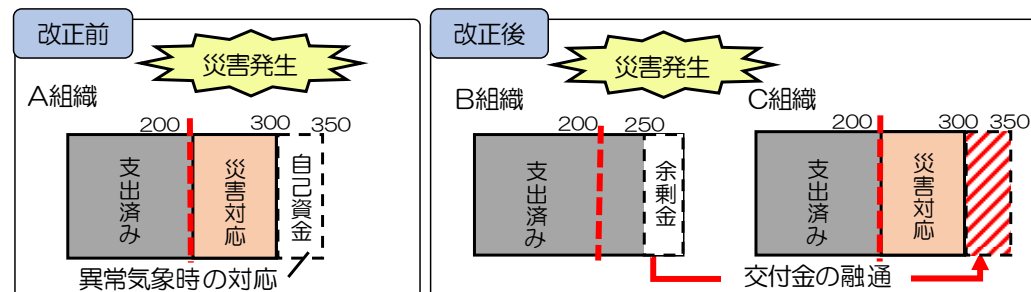 改正前
災害発生
A組織
200
300
350
支出済み
災害対応
自己資金
異常気象時の対応
改正後
災害発生
B組織
200
250
支出済み
余剰金
C組織
200
300
350
支出済み
災害対応
交付金の融通